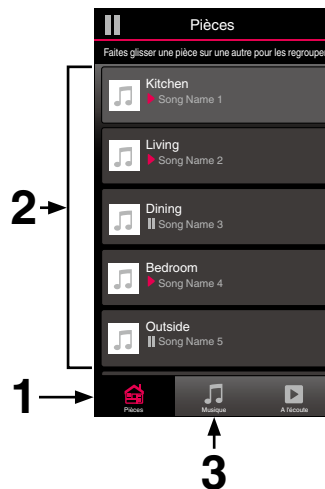 Pièces
Faites glisser une pièce sur une autre pour les regrouper
Kitchen
Song Name 1
Living
Song Name 2
2
Dining
Song Name 3
Bedroom
Song Name 4
Outside
Song Name 5
1
Pièces
Musique
A l'écoute
3